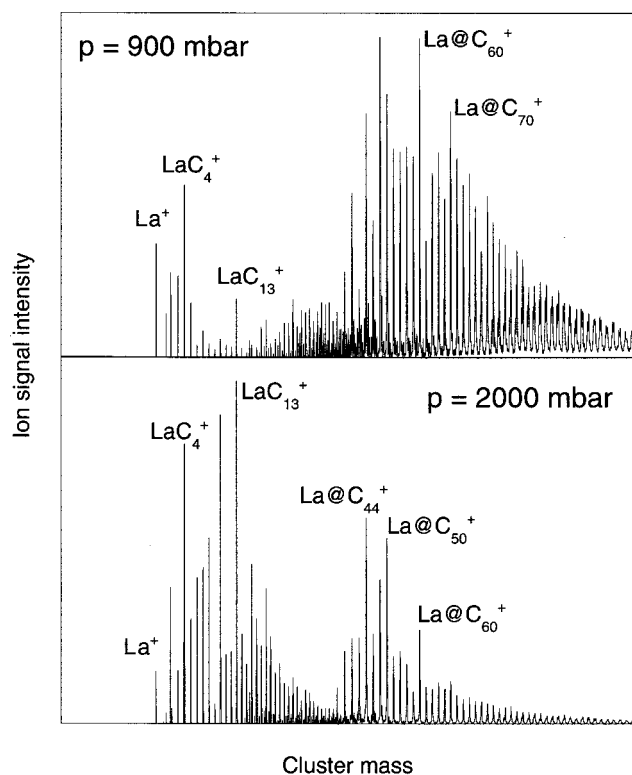 p = 900 mbar
La@C₆₀⁺
La@C₇₀⁺
LaC₄⁺
La⁺
LaC₁₃⁺
Ion signal intensity
LaC₁₃⁺
p = 2000 mbar
LaC₄⁺
La@C₄₄⁺
La@C₅₀⁺
La@C₆₀⁺
La⁺
Cluster mass